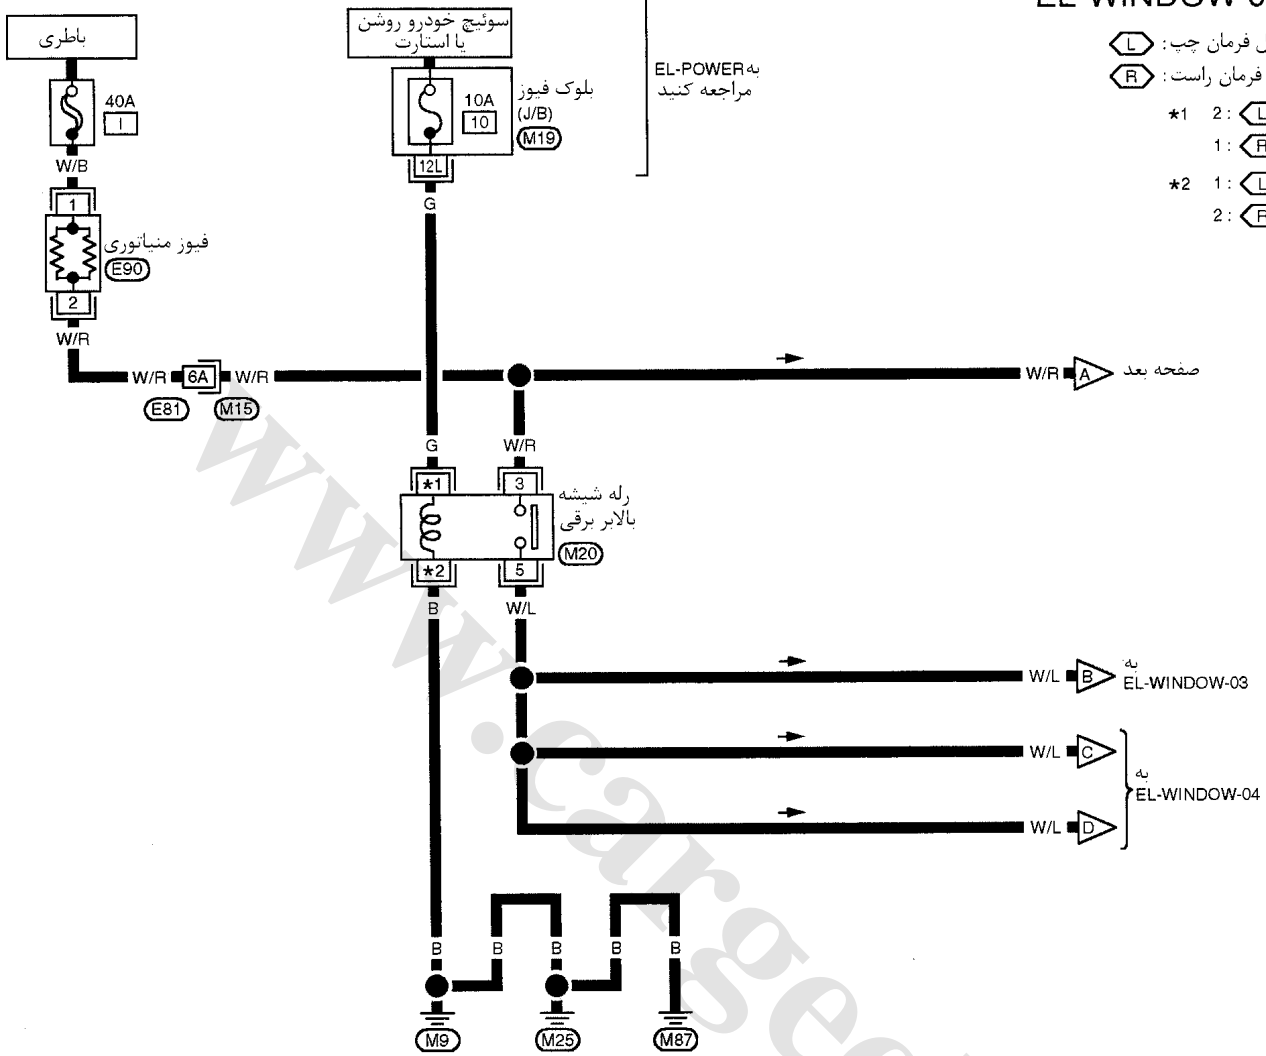 EL-WINDOW-0
باطری
سوئیچ خودرو روشن
یا استارت
به EL-POWER
مراجعه کنید
ل فرمان چپ : L
فرمان راست : R
*1 2 : L
1 : R
*2 1 : L
2 : R
40A
I
10A
10
بلوک فیوز
(J/B)
M19
W/B
12L
G
1
فیوز منیاتوری
E90
2
W/R
W/R 6A W/R
E81 M15
W/R A صفحه بعد
G W/R
*1 3
رله شیشه
بالابر برقی
M20
*2 5
B W/L
W/L B به
EL-WINDOW-03
W/L C
به
EL-WINDOW-04
W/L D
B B B B B
M9 M25 M87
www.cargee